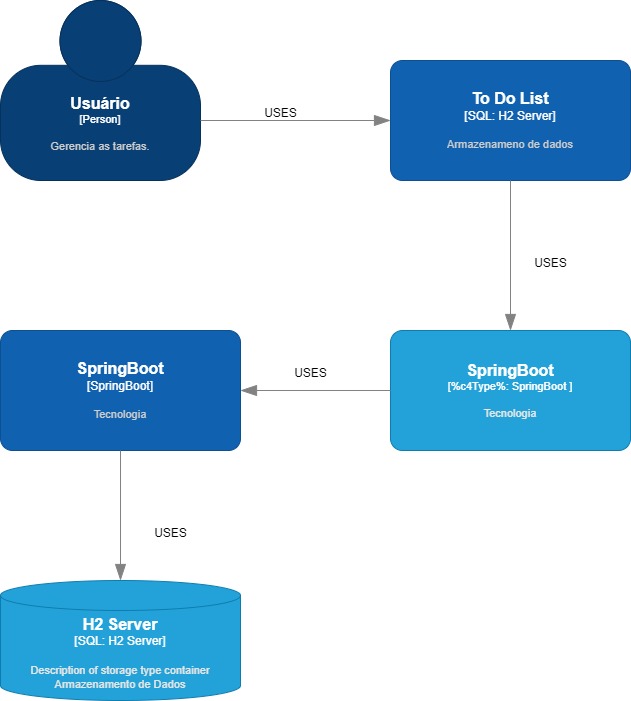 Usuário
[Person]
Gerencia as tarefas.
USES
To Do List
[SQL: H2 Server]
Armazenameno de dados
USES
SpringBoot
[SpringBoot]
Tecnologia
USES
SpringBoot
[%c4Type%: SpringBoot ]
Tecnologia
USES
H2 Server
[SQL: H2 Server]
Description of storage type container
Armazenamento de Dados